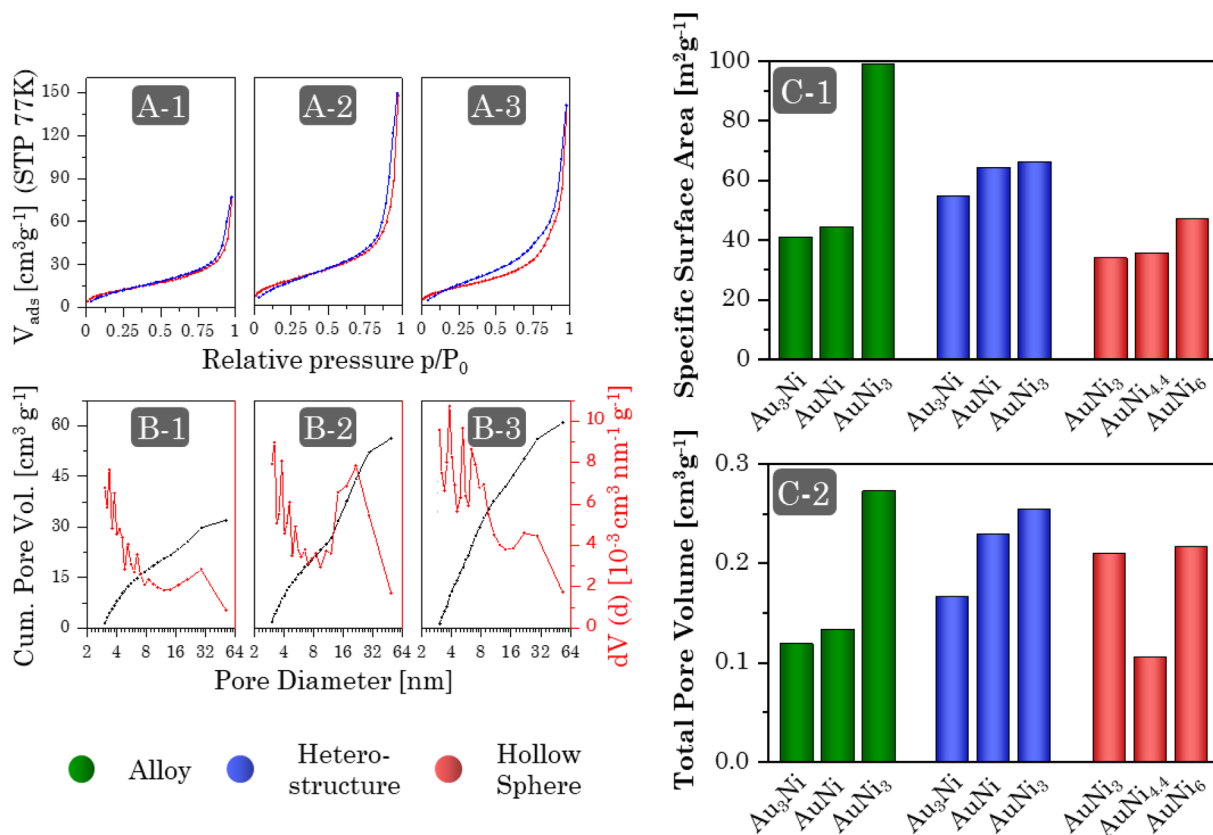 V_ads [cm³g⁻¹] (STP 77K)
150
120
90
60
30
0
A-1
A-2
A-3
0 0.25 0.5 0.75 1
0.25 0.5 0.75 1
0 0.25 0.5 0.75 1
Relative pressure p/P₀
Cum. Pore Vol. [cm³ g⁻¹]
60
45
30
15
0
B-1
B-2
B-3
10
8
6
4
2
0
dV (d) [10⁻³ cm³ nm⁻¹ g⁻¹]
2 4 8 16 32 2 4 8 16 32 2 4 8 16 32 64
Pore Diameter [nm]
Alloy
Hetero-
structure
Hollow
Sphere
Specific Surface Area [m²g⁻¹]
100
80
60
40
20
0
C-1
Au₃Ni AuNi AuNi₃ Au₃Ni AuNi AuNi₃ AuNi₃ AuNi₄.₄ AuNi₆
Total Pore Volume [cm³g⁻¹]
0.3
0.2
0.1
0.0
C-2
Au₃Ni AuNi AuNi₃ Au₃Ni AuNi AuNi₃ AuNi₃ AuNi₄.₄ AuNi₆